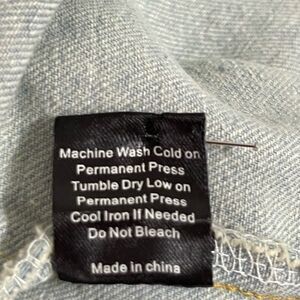 Machine Wash Cold on
Permanent Press
Tumble Dry Low on
Permanent Press
Cool Iron If Needed
Do Not Bleach
Made in china